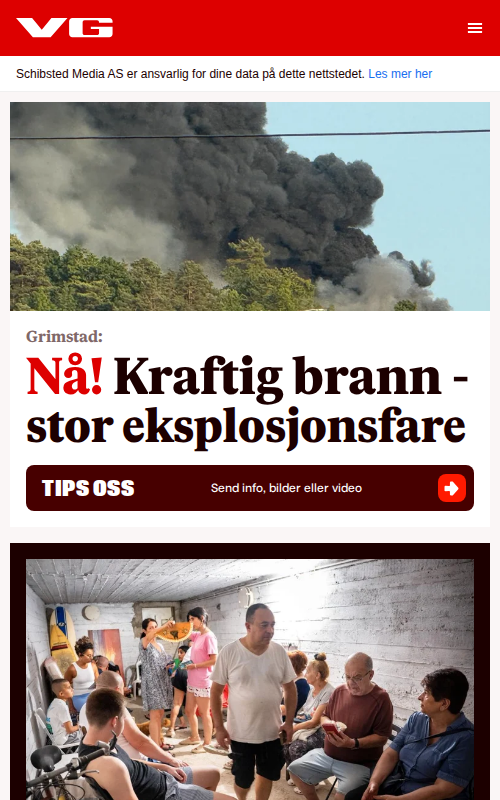 VG
Schibsted Media AS er ansvarlig for dine data på dette nettstedet. Les mer her
Grimstad:
Nå! Kraftig brann -
stor eksplosjonsfare
TIPS OSS Send info, bilder eller video